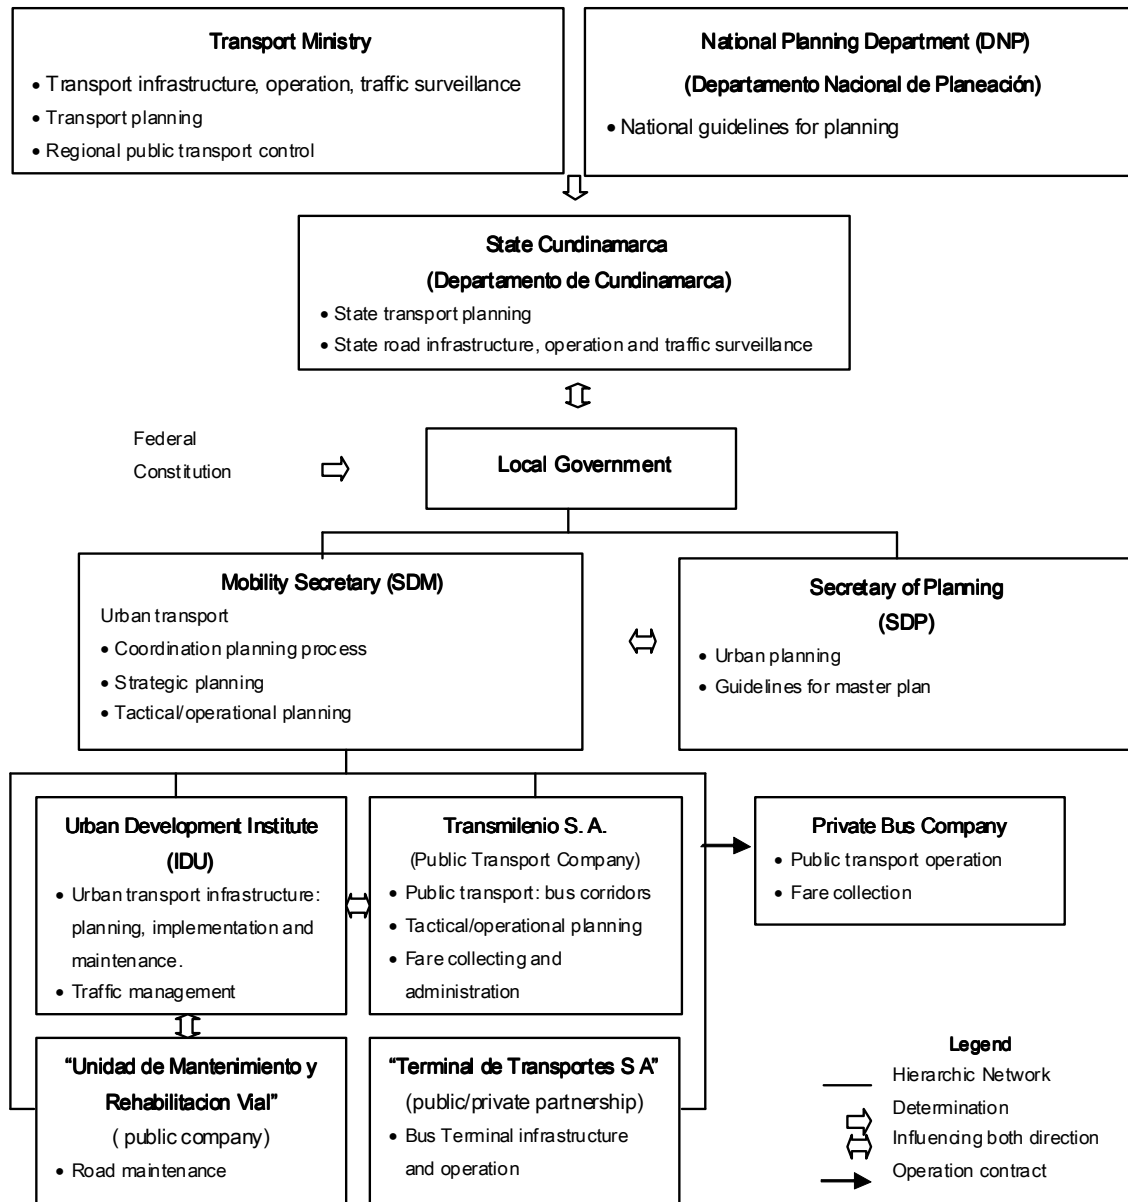 Transport Ministry
• Transport infrastructure, operation, traffic surveillance
• Transport planning
• Regional public transport control
National Planning Department (DNP)
(Departamento Nacional de Planeación)
• National guidelines for planning
State Cundinamarca
(Departamento de Cundinamarca)
• State transport planning
• State road infrastructure, operation and traffic surveillance
Federal
Constitution
Local Government
Mobility Secretary (SDM)
Urban transport
• Coordination planning process
• Strategic planning
• Tactical/operational planning
Secretary of Planning
(SDP)
• Urban planning
• Guidelines for master plan
Urban Development Institute
(IDU)
• Urban transport infrastructure:
planning, implementation and
maintenance.
• Traffic management
Transmilenio S. A.
(Public Transport Company)
• Public transport: bus corridors
• Tactical/operational planning
• Fare collecting and
administration
Private Bus Company
• Public transport operation
• Fare collection
“Unidad de Mantenimiento y
Rehabilitacion Vial”
( public company)
• Road maintenance
“Terminal de Transportes S A”
(public/private partnership)
• Bus Terminal infrastructure
and operation
Legend
Hierarchic Network
Determination
Influencing both direction
Operation contract